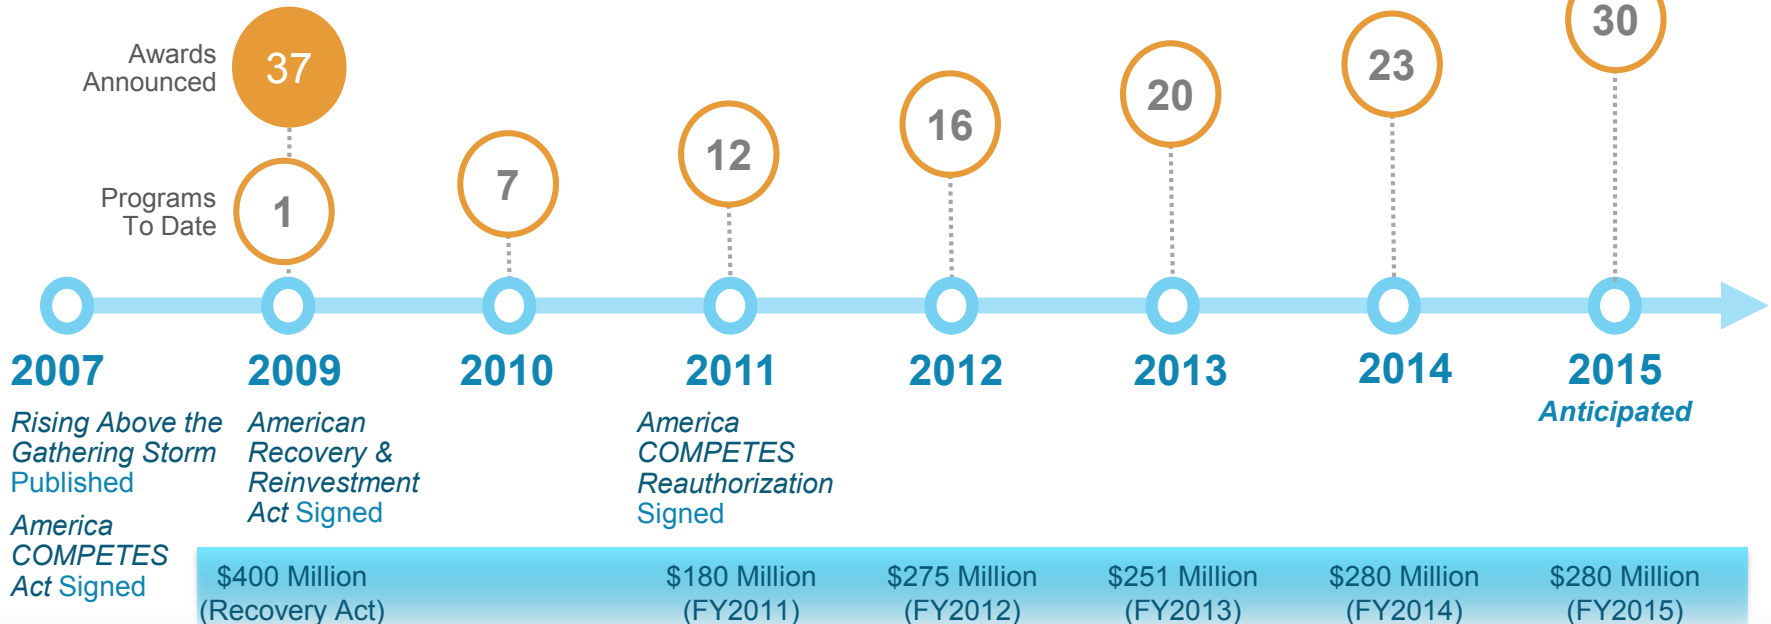 Awards
Announced
37
Programs
To Date
1
7
12
16
20
23
30
2007
2009
2010
2011
2012
2013
2014
2015
Anticipated
Rising Above the
Gathering Storm
Published
America
COMPETES
Act Signed
American
Recovery &
Reinvestment
Act Signed
America
COMPETES
Reauthorization
Signed
$400 Million
(Recovery Act)
$180 Million
(FY2011)
$275 Million
(FY2012)
$251 Million
(FY2013)
$280 Million
(FY2014)
$280 Million
(FY2015)